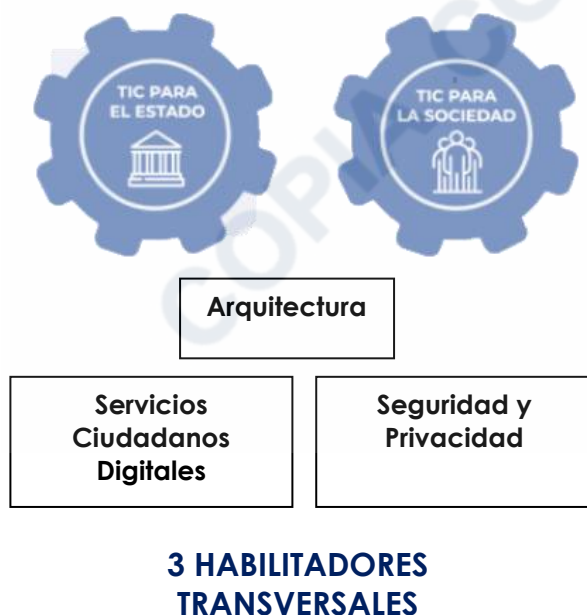 TIC PARA
EL ESTADO
TIC PARA
LA SOCIEDAD
Arquitectura
Servicios
Ciudadanos
Digitales
Seguridad y
Privacidad
3 HABILITADORES
TRANSVERSALES